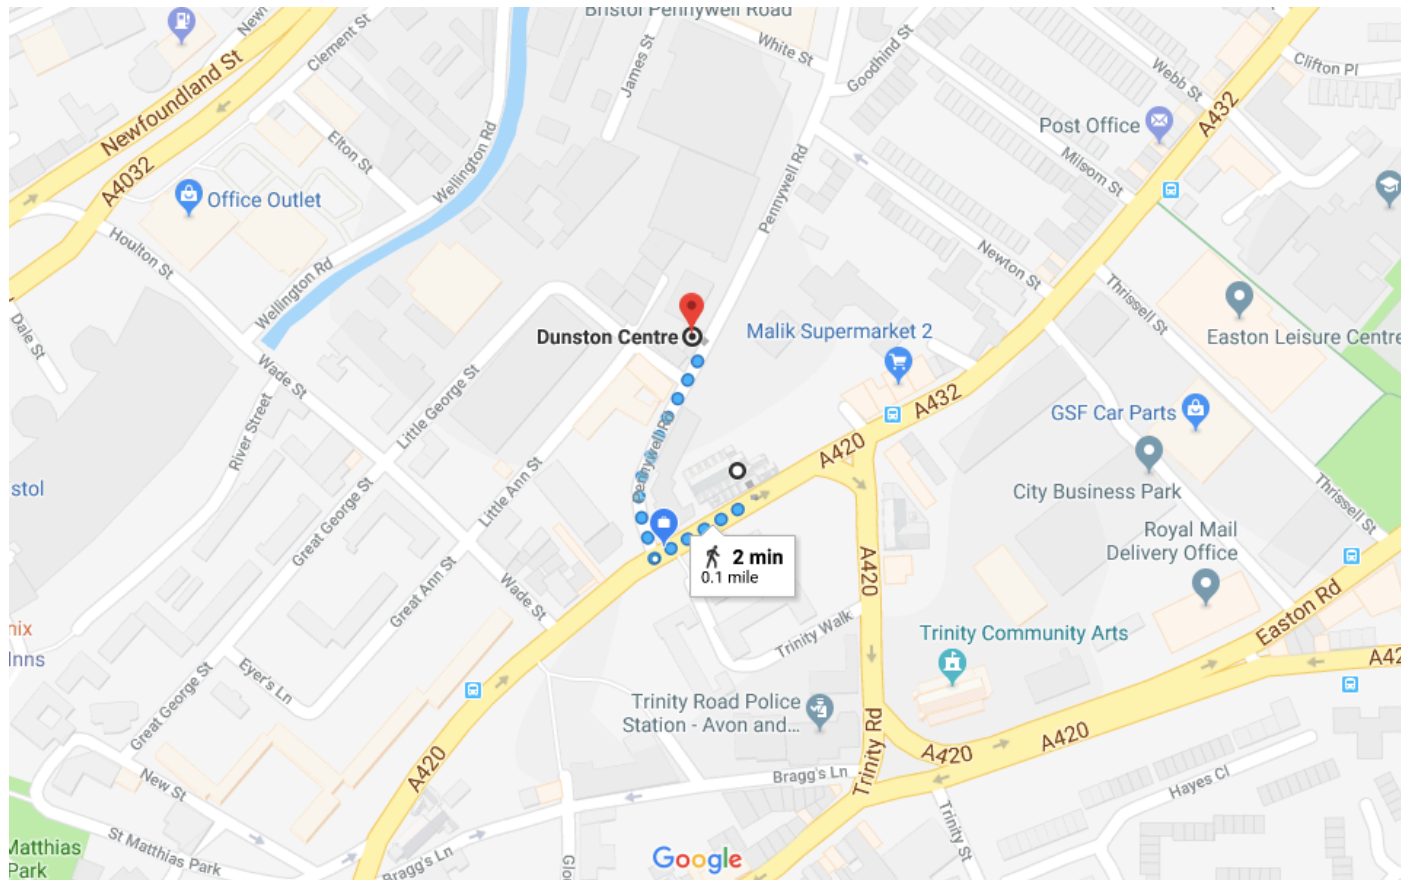 Bristol Pennywell Road
Clement St
White St
James St
Goodhind St
Webb St
Clifton Pl
Newfoundland St
A4032
Elton St
Wellington Rd
Post Office
A432
Milsom St
Office Outlet
Pennywell Rd
Houlton St
Newton St
Wellington Rd
Thrissell St
Dale St
Dunston Centre
Malik Supermarket 2
Easton Leisure Centre
Wade St
Little George St
A432
GSF Car Parts
River Street
Pennywell Rd
A420
stol
Little Ann St
City Business Park
Thrissell St
Great George St
Royal Mail
Delivery Office
2 min
0.1 mile
A420
Great Ann St
Wade St
Easton Rd
nix
Inns
Trinity Walk
Trinity Community Arts
A42
Eyer's Ln
Great George St
Trinity Road Police
Station - Avon and...
Trinity Rd
A420
A420
A420
New St
Bragg's Ln
Hayes Cl
Trinity St
St Matthias Park
Bragg's Ln
Glo
Matthias
Park
Google